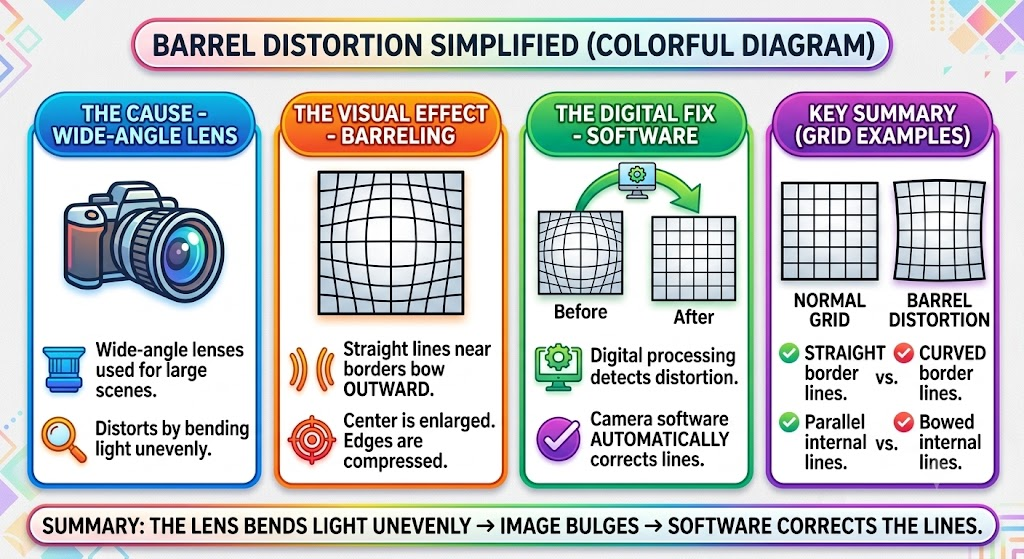 BARREL DISTORTION SIMPLIFIED (COLORFUL DIAGRAM)
THE CAUSE –
WIDE-ANGLE LENS
Wide-angle lenses
used for large
scenes.
Distorts by bending
light unevenly.
THE VISUAL EFFECT
– BARRELING
Straight lines near
borders bow
OUTWARD.
Center is enlarged.
Edges are
compressed.
THE DIGITAL FIX
– SOFTWARE
Before
After
Digital processing
detects distortion.
Camera software
AUTOMATICALLY
corrects lines.
KEY SUMMARY
(GRID EXAMPLES)
NORMAL
GRID
BARREL
DISTORTION
STRAIGHT
border
lines.
vs.
CURVED
border
lines.
Parallel
internal
lines.
vs.
Bowed
internal
lines.
SUMMARY: THE LENS BENDS LIGHT UNEVENLY → IMAGE BULGES → SOFTWARE CORRECTS THE LINES.